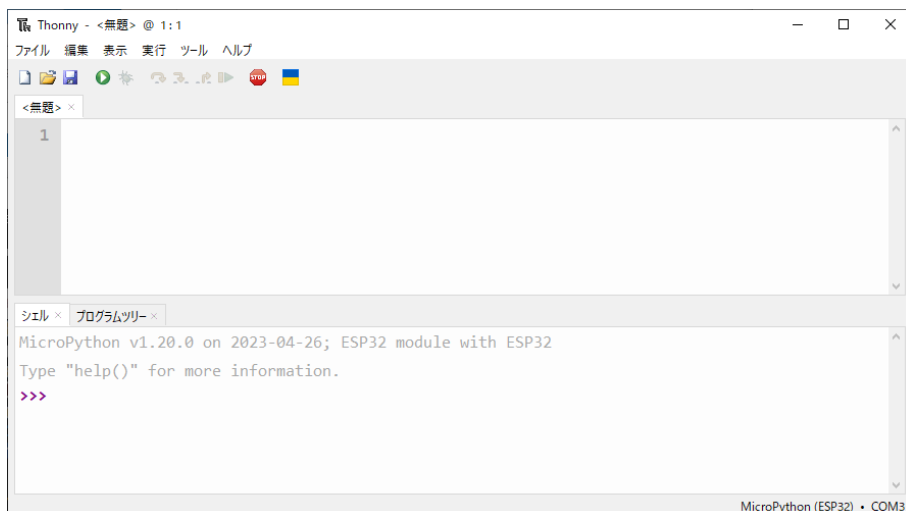 Thonny - <無題> @ 1:1
ファイル 編集 表示 実行 ツール ヘルプ
STOP
<無題> ×
1
シェル × プログラムツリー ×
MicroPython v1.20.0 on 2023-04-26; ESP32 module with ESP32
Type "help()" for more information.
>>>
MicroPython (ESP32) • COM3